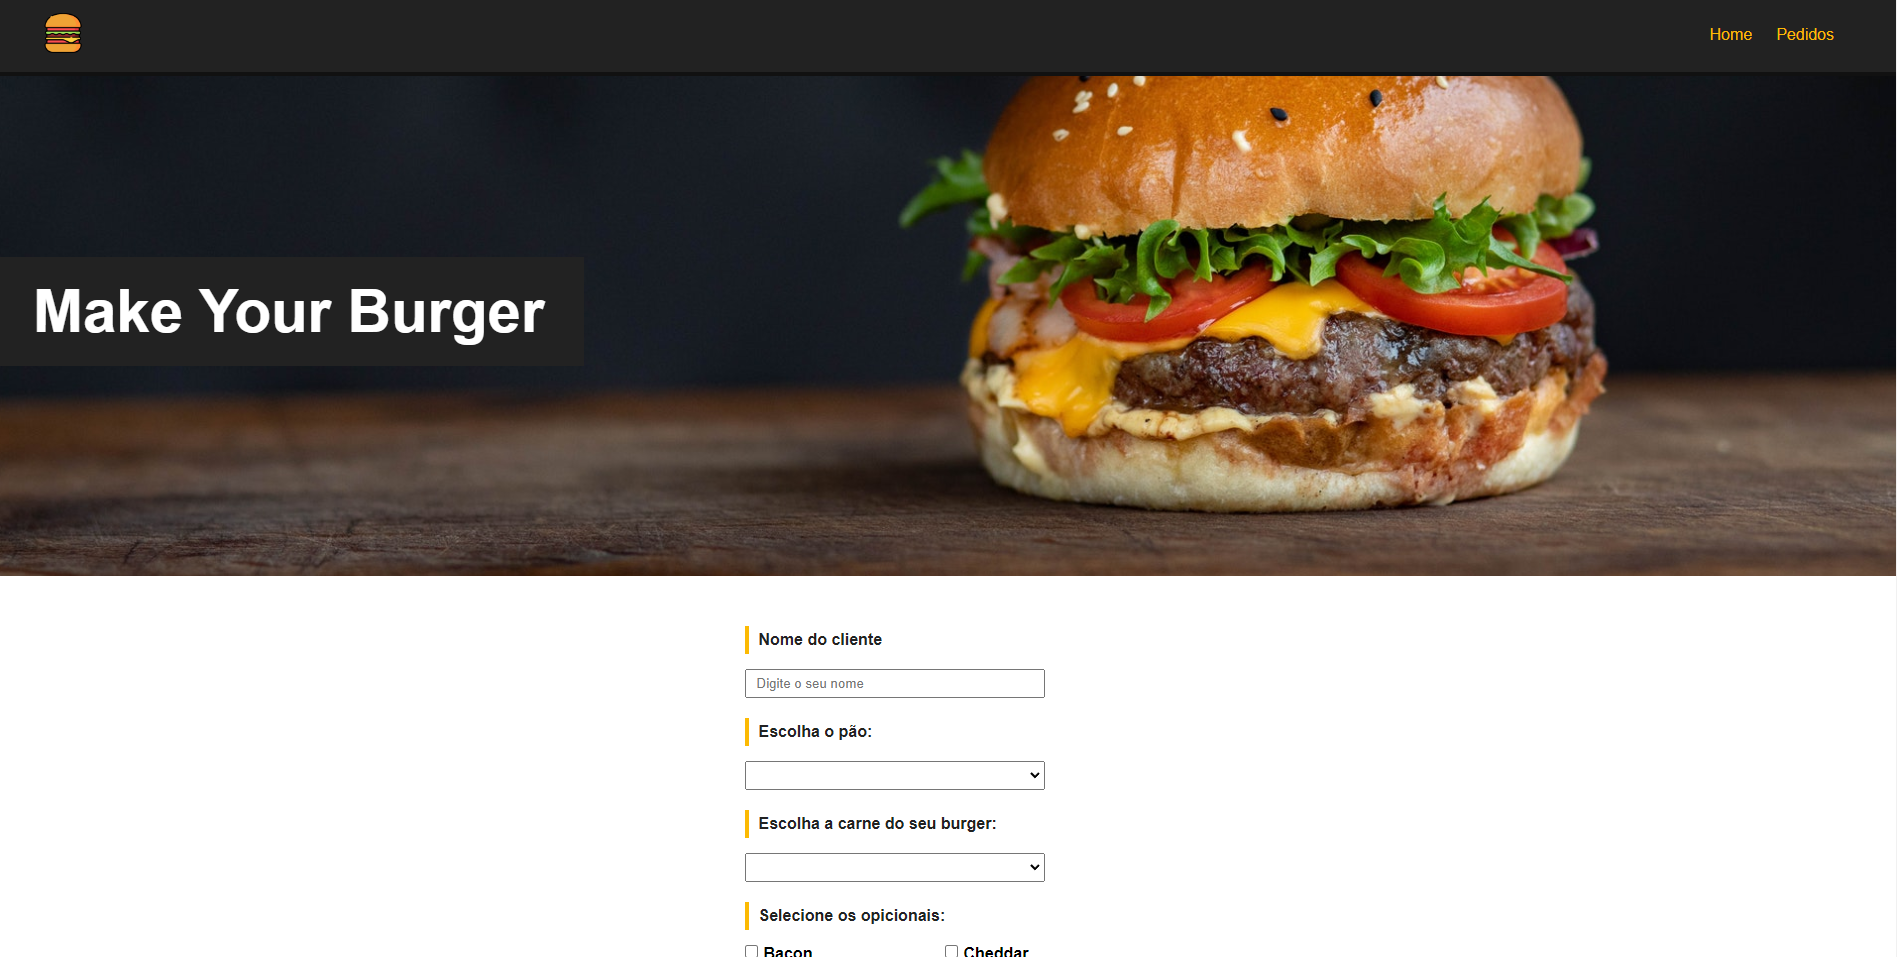 Home Pedidos
Make Your Burger
Nome do cliente
Digite o seu nome
Escolha o pão:
Escolha a carne do seu burger:
Selecione os opicionais:
Bacon Cheddar